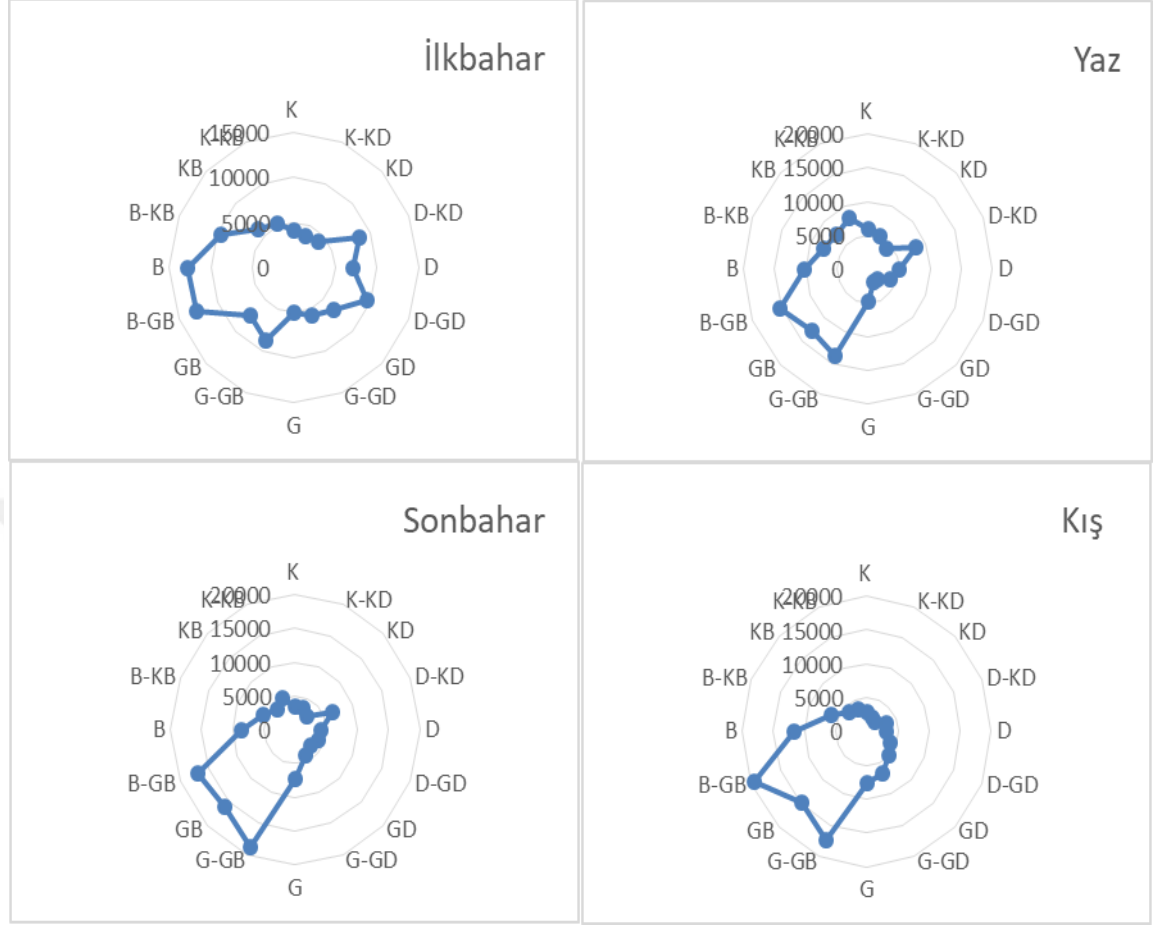 İlkbahar
K
K-KB
15000
K-KD
KB
KD
10000
B-KB
D-KD
5000
B
0
D
B-GB
D-GD
GB
GD
G-GB
G-GD
G
Yaz
K
K-KB
20000
K-KD
KB
15000
KD
B-KB
10000
D-KD
5000
B
0
D
B-GB
D-GD
GB
GD
G-GB
G-GD
G
Sonbahar
K
K-KB
20000
K-KD
KB
15000
KD
B-KB
10000
D-KD
5000
B
0
D
B-GB
D-GD
GB
GD
G-GB
G-GD
G
Kış
K
K-KB
20000
K-KD
KB
15000
KD
B-KB
10000
D-KD
5000
B
0
D
B-GB
D-GD
GB
GD
G-GB
G-GD
G